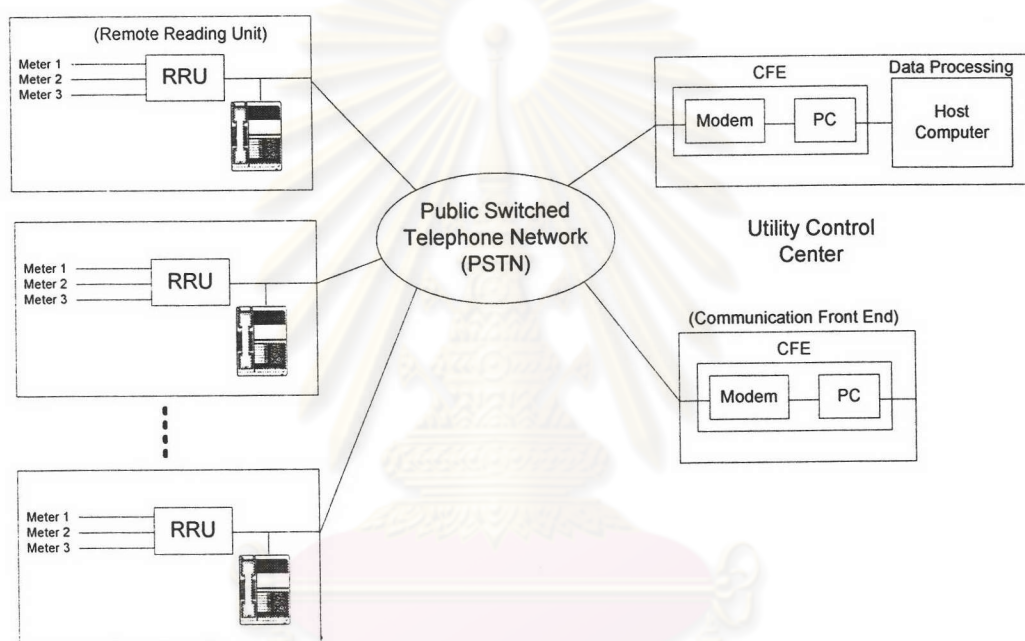 (Remote Reading Unit)
Meter 1
Meter 2
Meter 3
RRU
Meter 1
Meter 2
Meter 3
RRU
Meter 1
Meter 2
Meter 3
RRU
Public Switched
Telephone Network
(PSTN)
CFE
Modem
PC
Data Processing
Host
Computer
Utility Control
Center
(Communication Front End)
CFE
Modem
PC